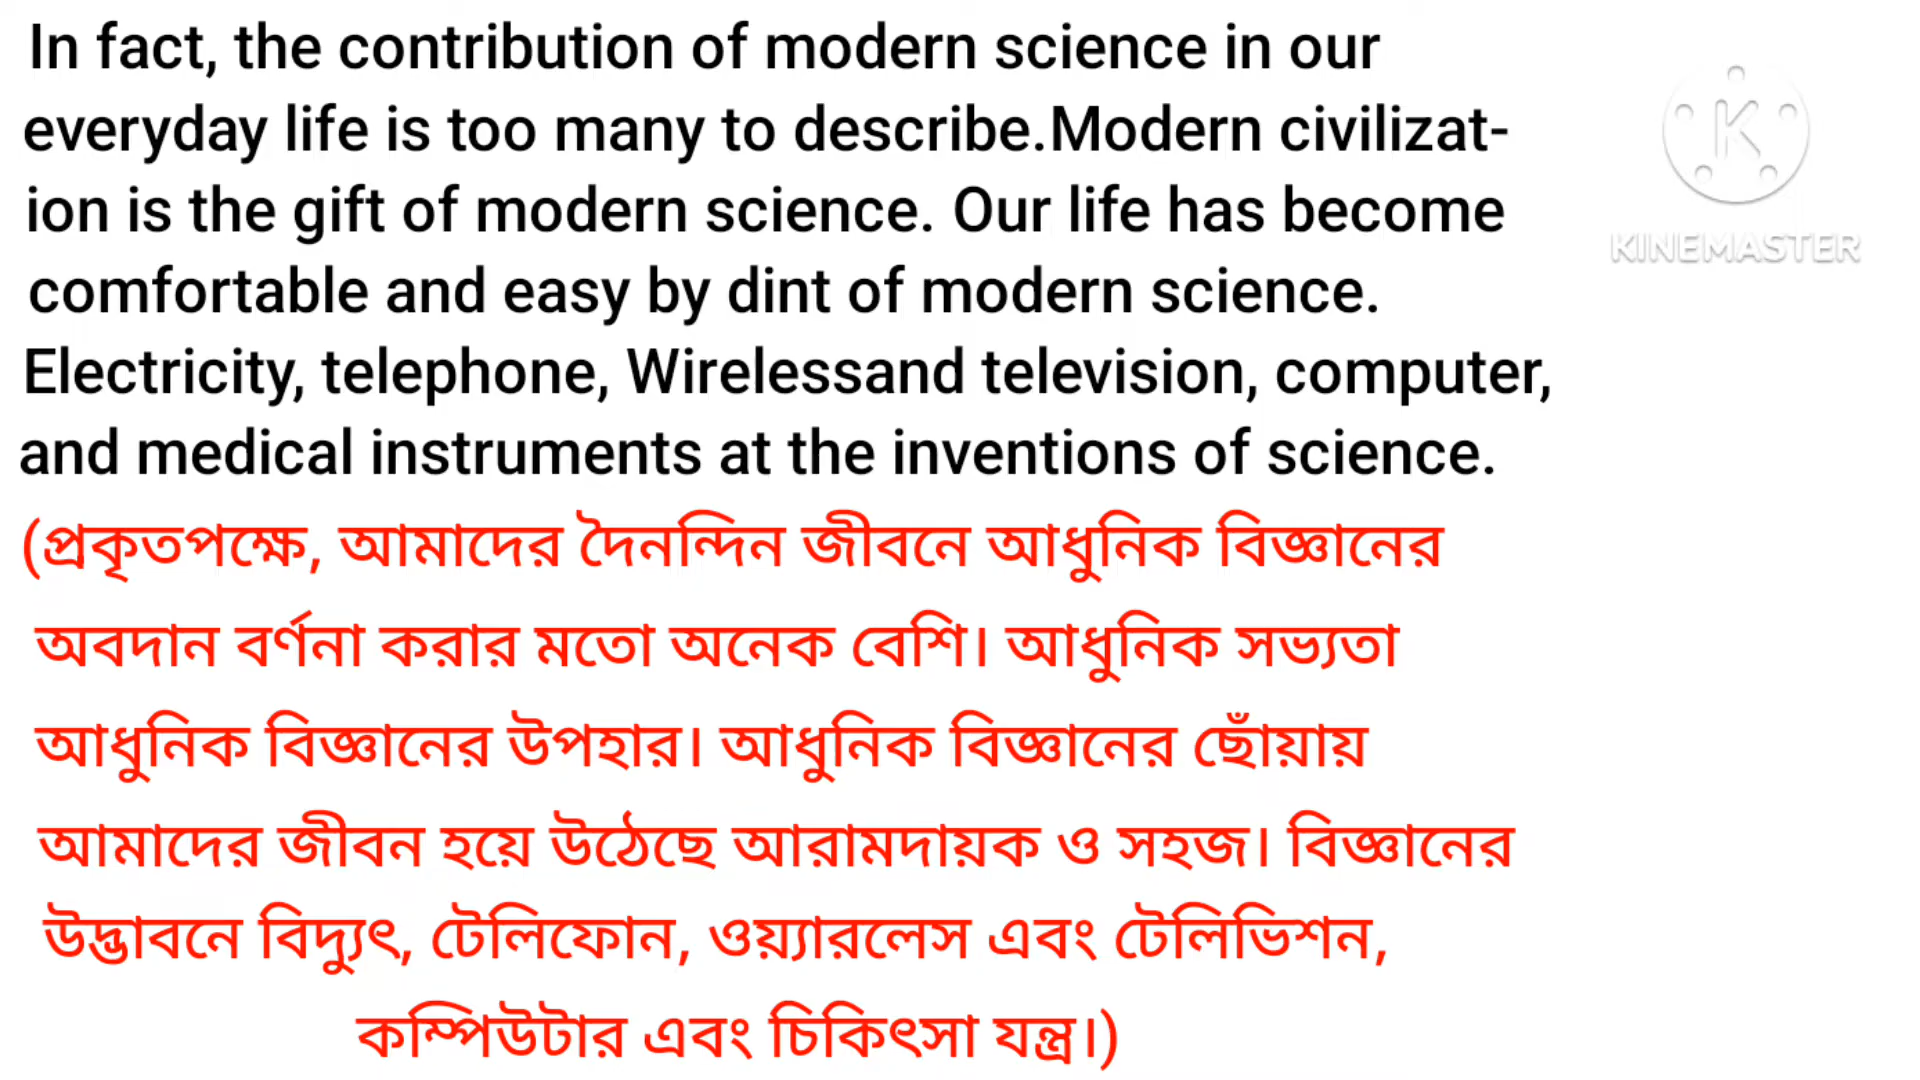 In fact, the contribution of modern science in our
everyday life is too many to describe.Modern civilizat-
ion is the gift of modern science. Our life has become
comfortable and easy by dint of modern science.
Electricity, telephone, Wirelessand television, computer,
and medical instruments at the inventions of science.
(প্রকৃতপক্ষে, আমাদের দৈনন্দিন জীবনে আধুনিক বিজ্ঞানের
অবদান বর্ণনা করার মতো অনেক বেশি। আধুনিক সভ্যতা
আধুনিক বিজ্ঞানের উপহার। আধুনিক বিজ্ঞানের ছোঁয়ায়
আমাদের জীবন হয়ে উঠেছে আরামদায়ক ও সহজ। বিজ্ঞানের
উদ্ভাবনে বিদ্যুৎ, টেলিফোন, ওয়্যারলেস এবং টেলিভিশন,
কম্পিউটার এবং চিকিৎসা যন্ত্র।)
K
KINEMASTER